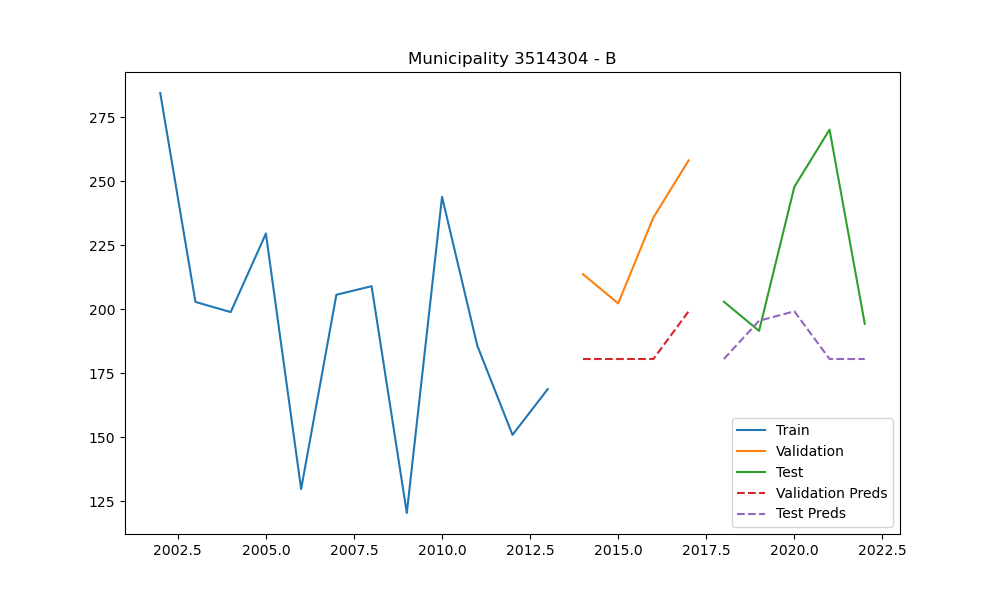 Municipality 3514304 - B
275
250
225
200
175
150
125
2002.5 2005.0 2007.5 2010.0 2012.5 2015.0 2017.5 2020.0 2022.5
Train
Validation
Test
Validation Preds
Test Preds